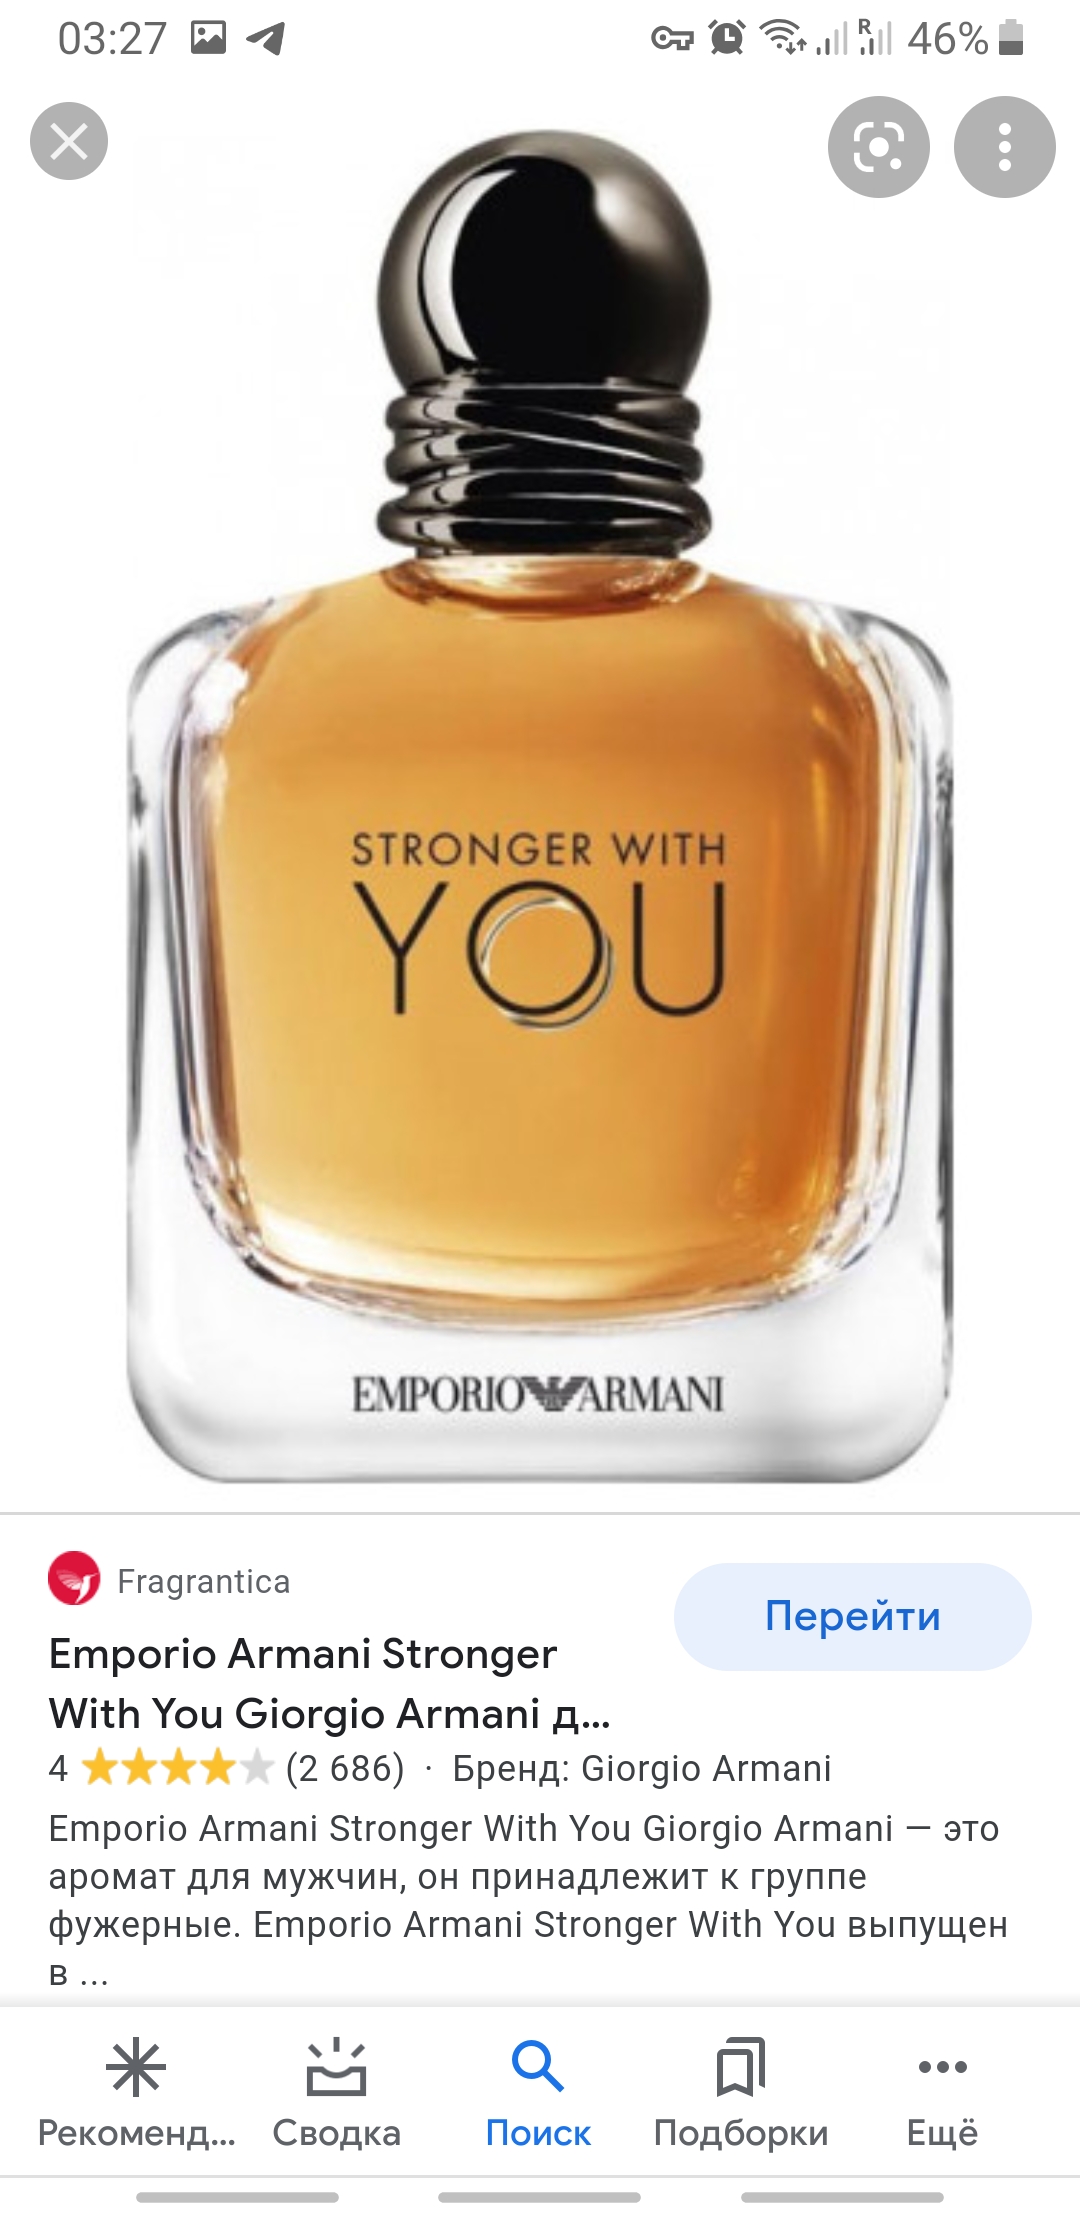 03:27
R
46%
STRONGER WITH
YOU
EMPORIO ARMANI
Fragrantica
Перейти
Emporio Armani Stronger
With You Giorgio Armani д...
4 (2 686) · Бренд: Giorgio Armani
Emporio Armani Stronger With You Giorgio Armani — это
аромат для мужчин, он принадлежит к группе
фужерные. Emporio Armani Stronger With You выпущен
в ...
Рекоменд... Сводка Поиск Подборки Ещё